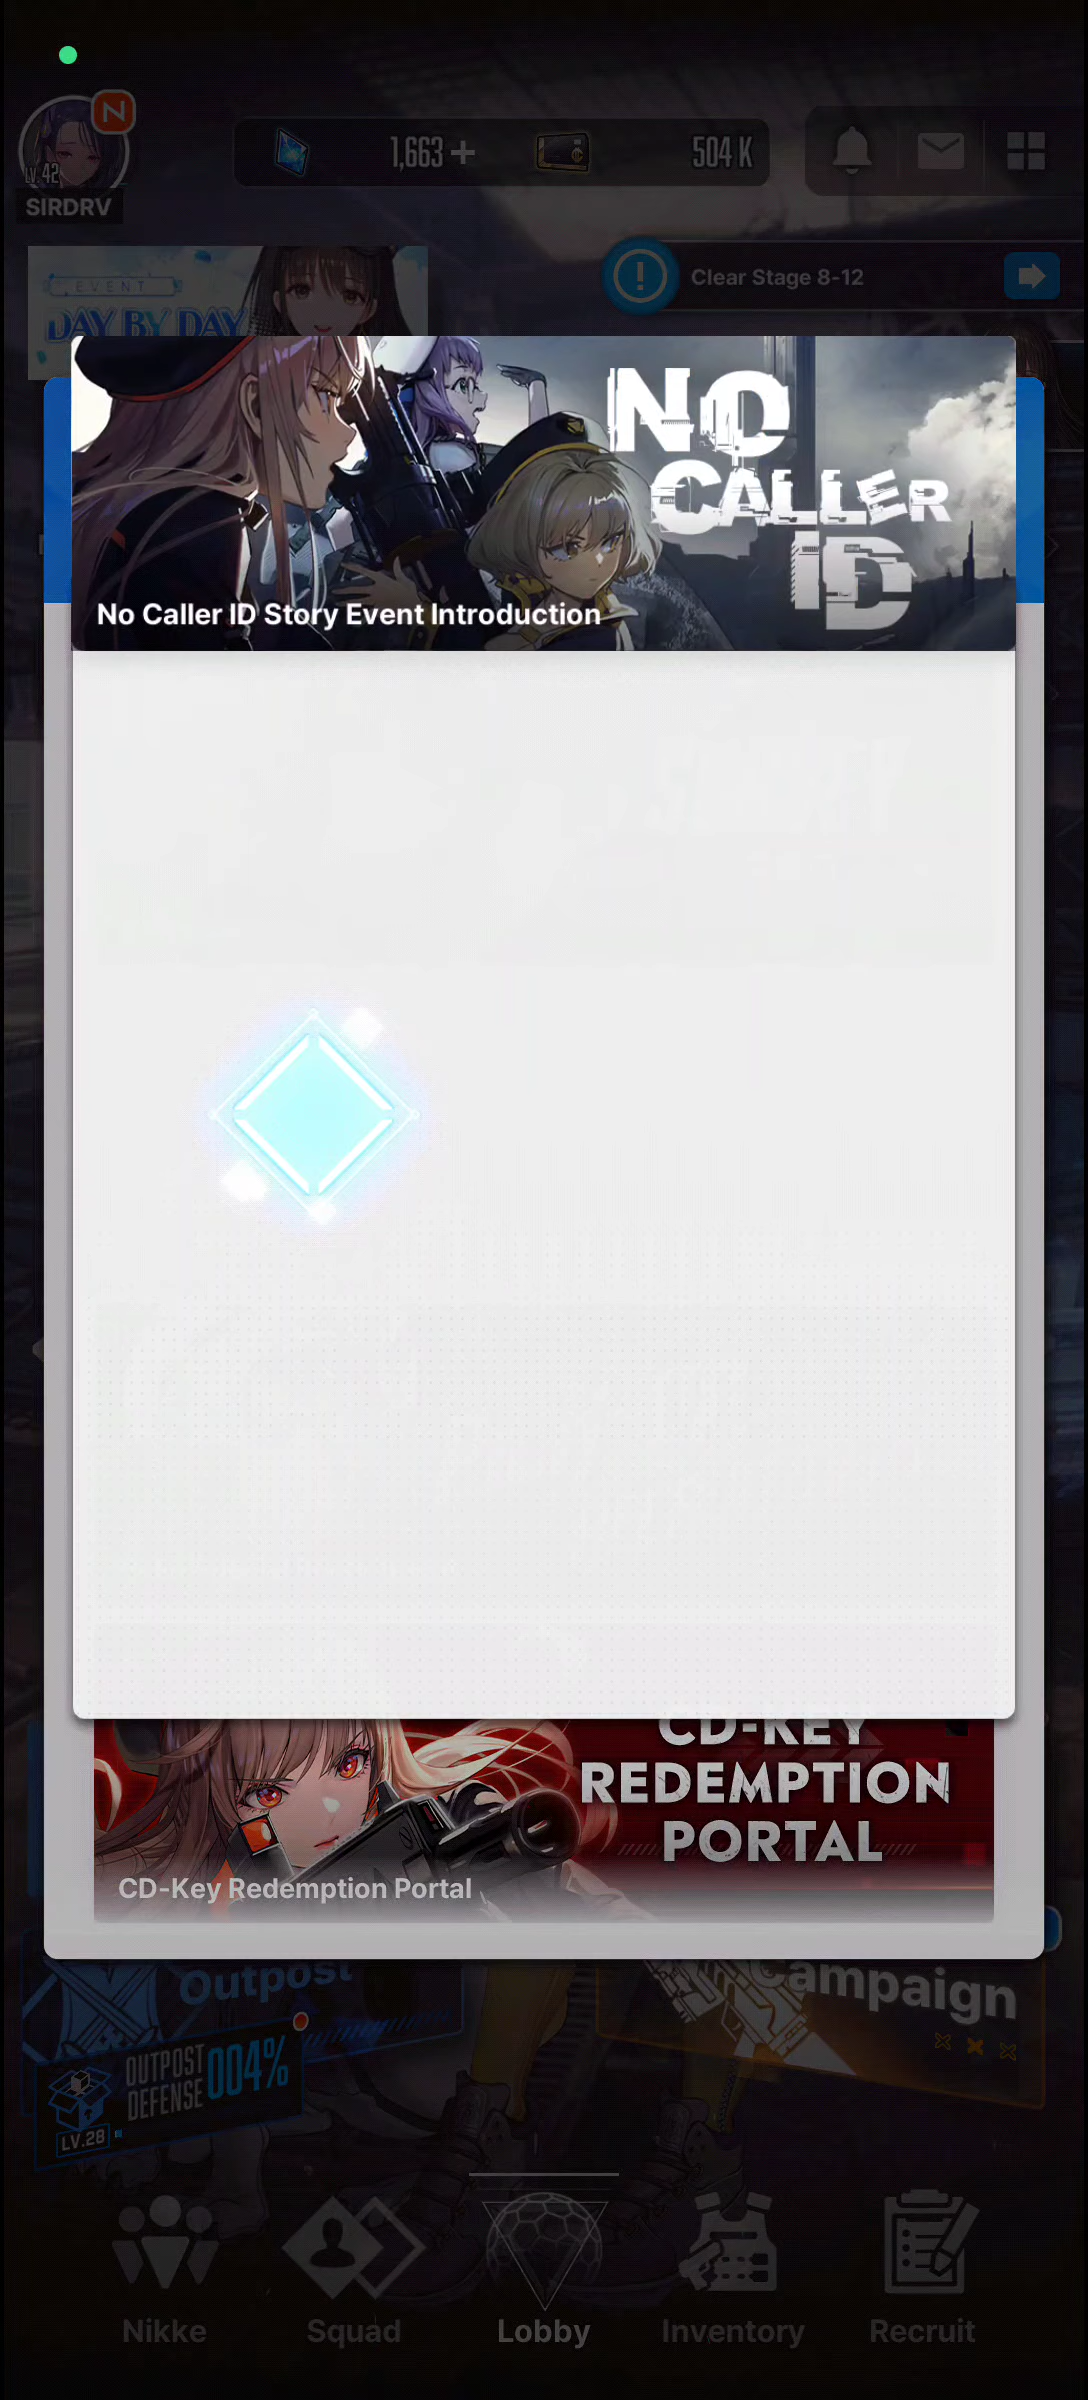 N
LV.42
1,663
504 K
SIRDRV
EVENT
DAY BY DAY
Clear Stage 8-12
NO
CALLER
ID
No Caller ID Story Event Introduction
CD-KEY
REDEMPTION
PORTAL
CD-Key Redemption Portal
Outpost
Campaign
OUTPOST
DEFENSE
004%
LV.28
Nikke
Squad
Lobby
Inventory
Recruit